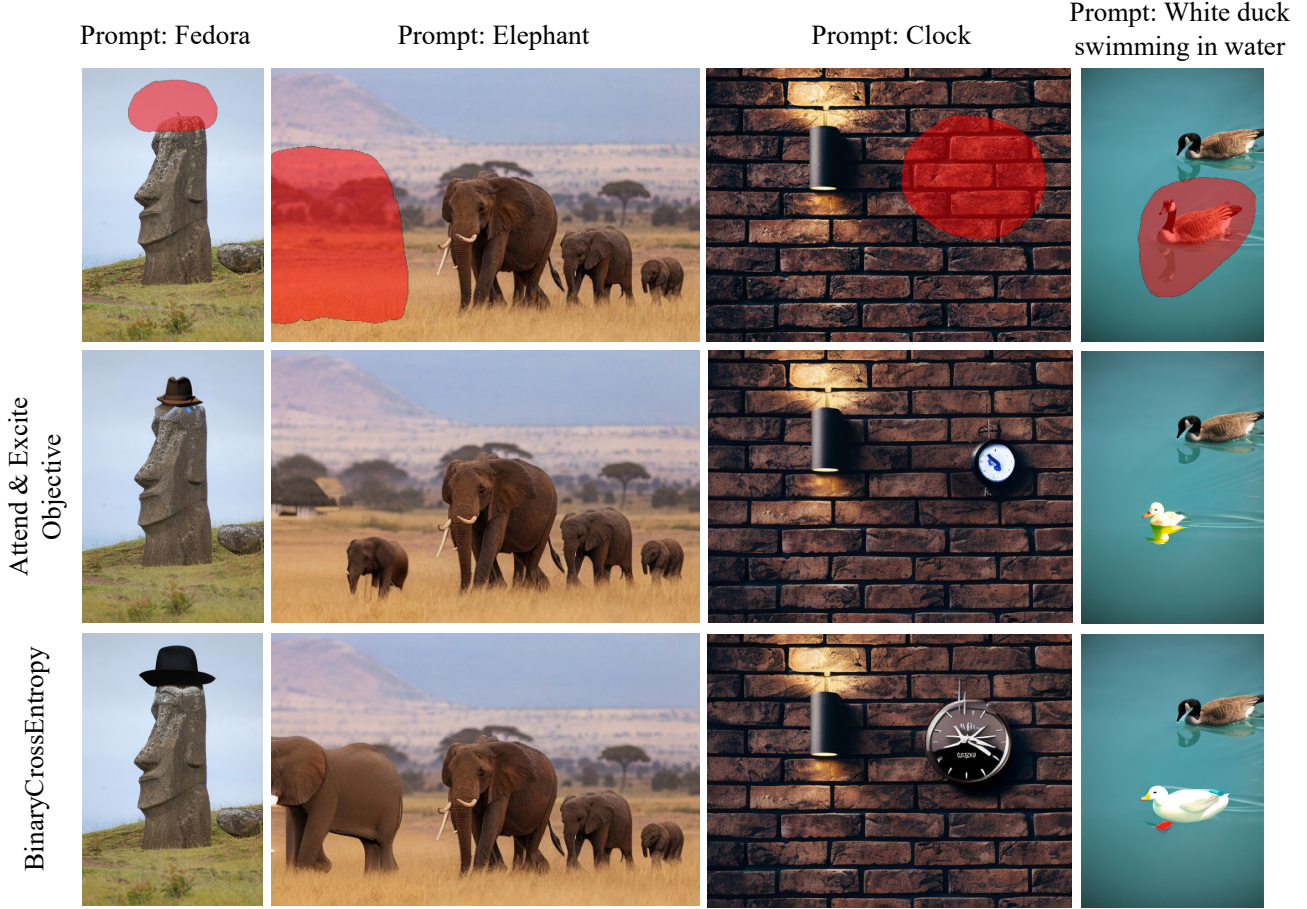 Prompt: Fedora
Prompt: Elephant
Prompt: Clock
Prompt: White duck
swimming in water
Attend & Excite
Objective
BinaryCrossEntropy